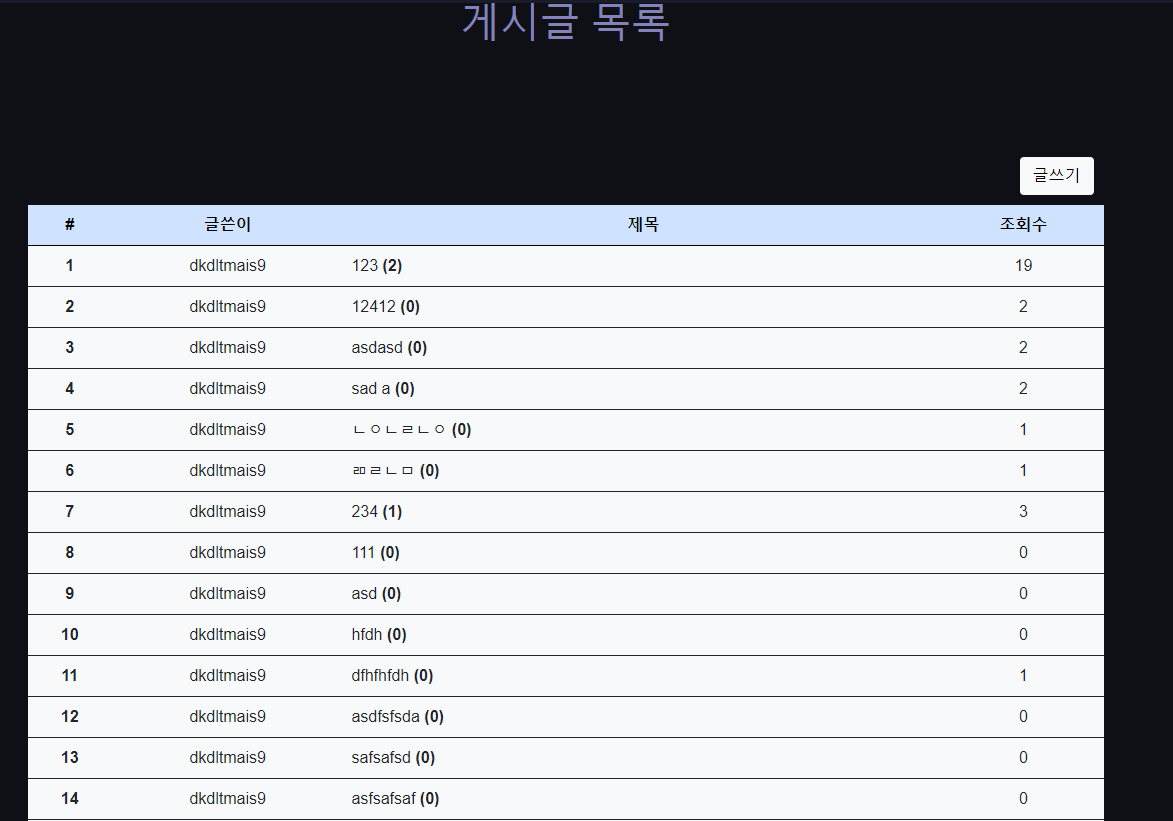 게시글 목록
글쓰기
# 글쓴이 제목 조회수
1 dkdltmais9 123 (2) 19
2 dkdltmais9 12412 (0) 2
3 dkdltmais9 asdasd (0) 2
4 dkdltmais9 sad a (0) 2
5 dkdltmais9 ㄴㅇㄴㄹㄴㅇ (0) 1
6 dkdltmais9 ㄻㄹㄴㅁ (0) 1
7 dkdltmais9 234 (1) 3
8 dkdltmais9 111 (0) 0
9 dkdltmais9 asd (0) 0
10 dkdltmais9 hfdh (0) 0
11 dkdltmais9 dfhfhfdh (0) 1
12 dkdltmais9 asdfsfsda (0) 0
13 dkdltmais9 safsafsd (0) 0
14 dkdltmais9 asfsafsaf (0) 0